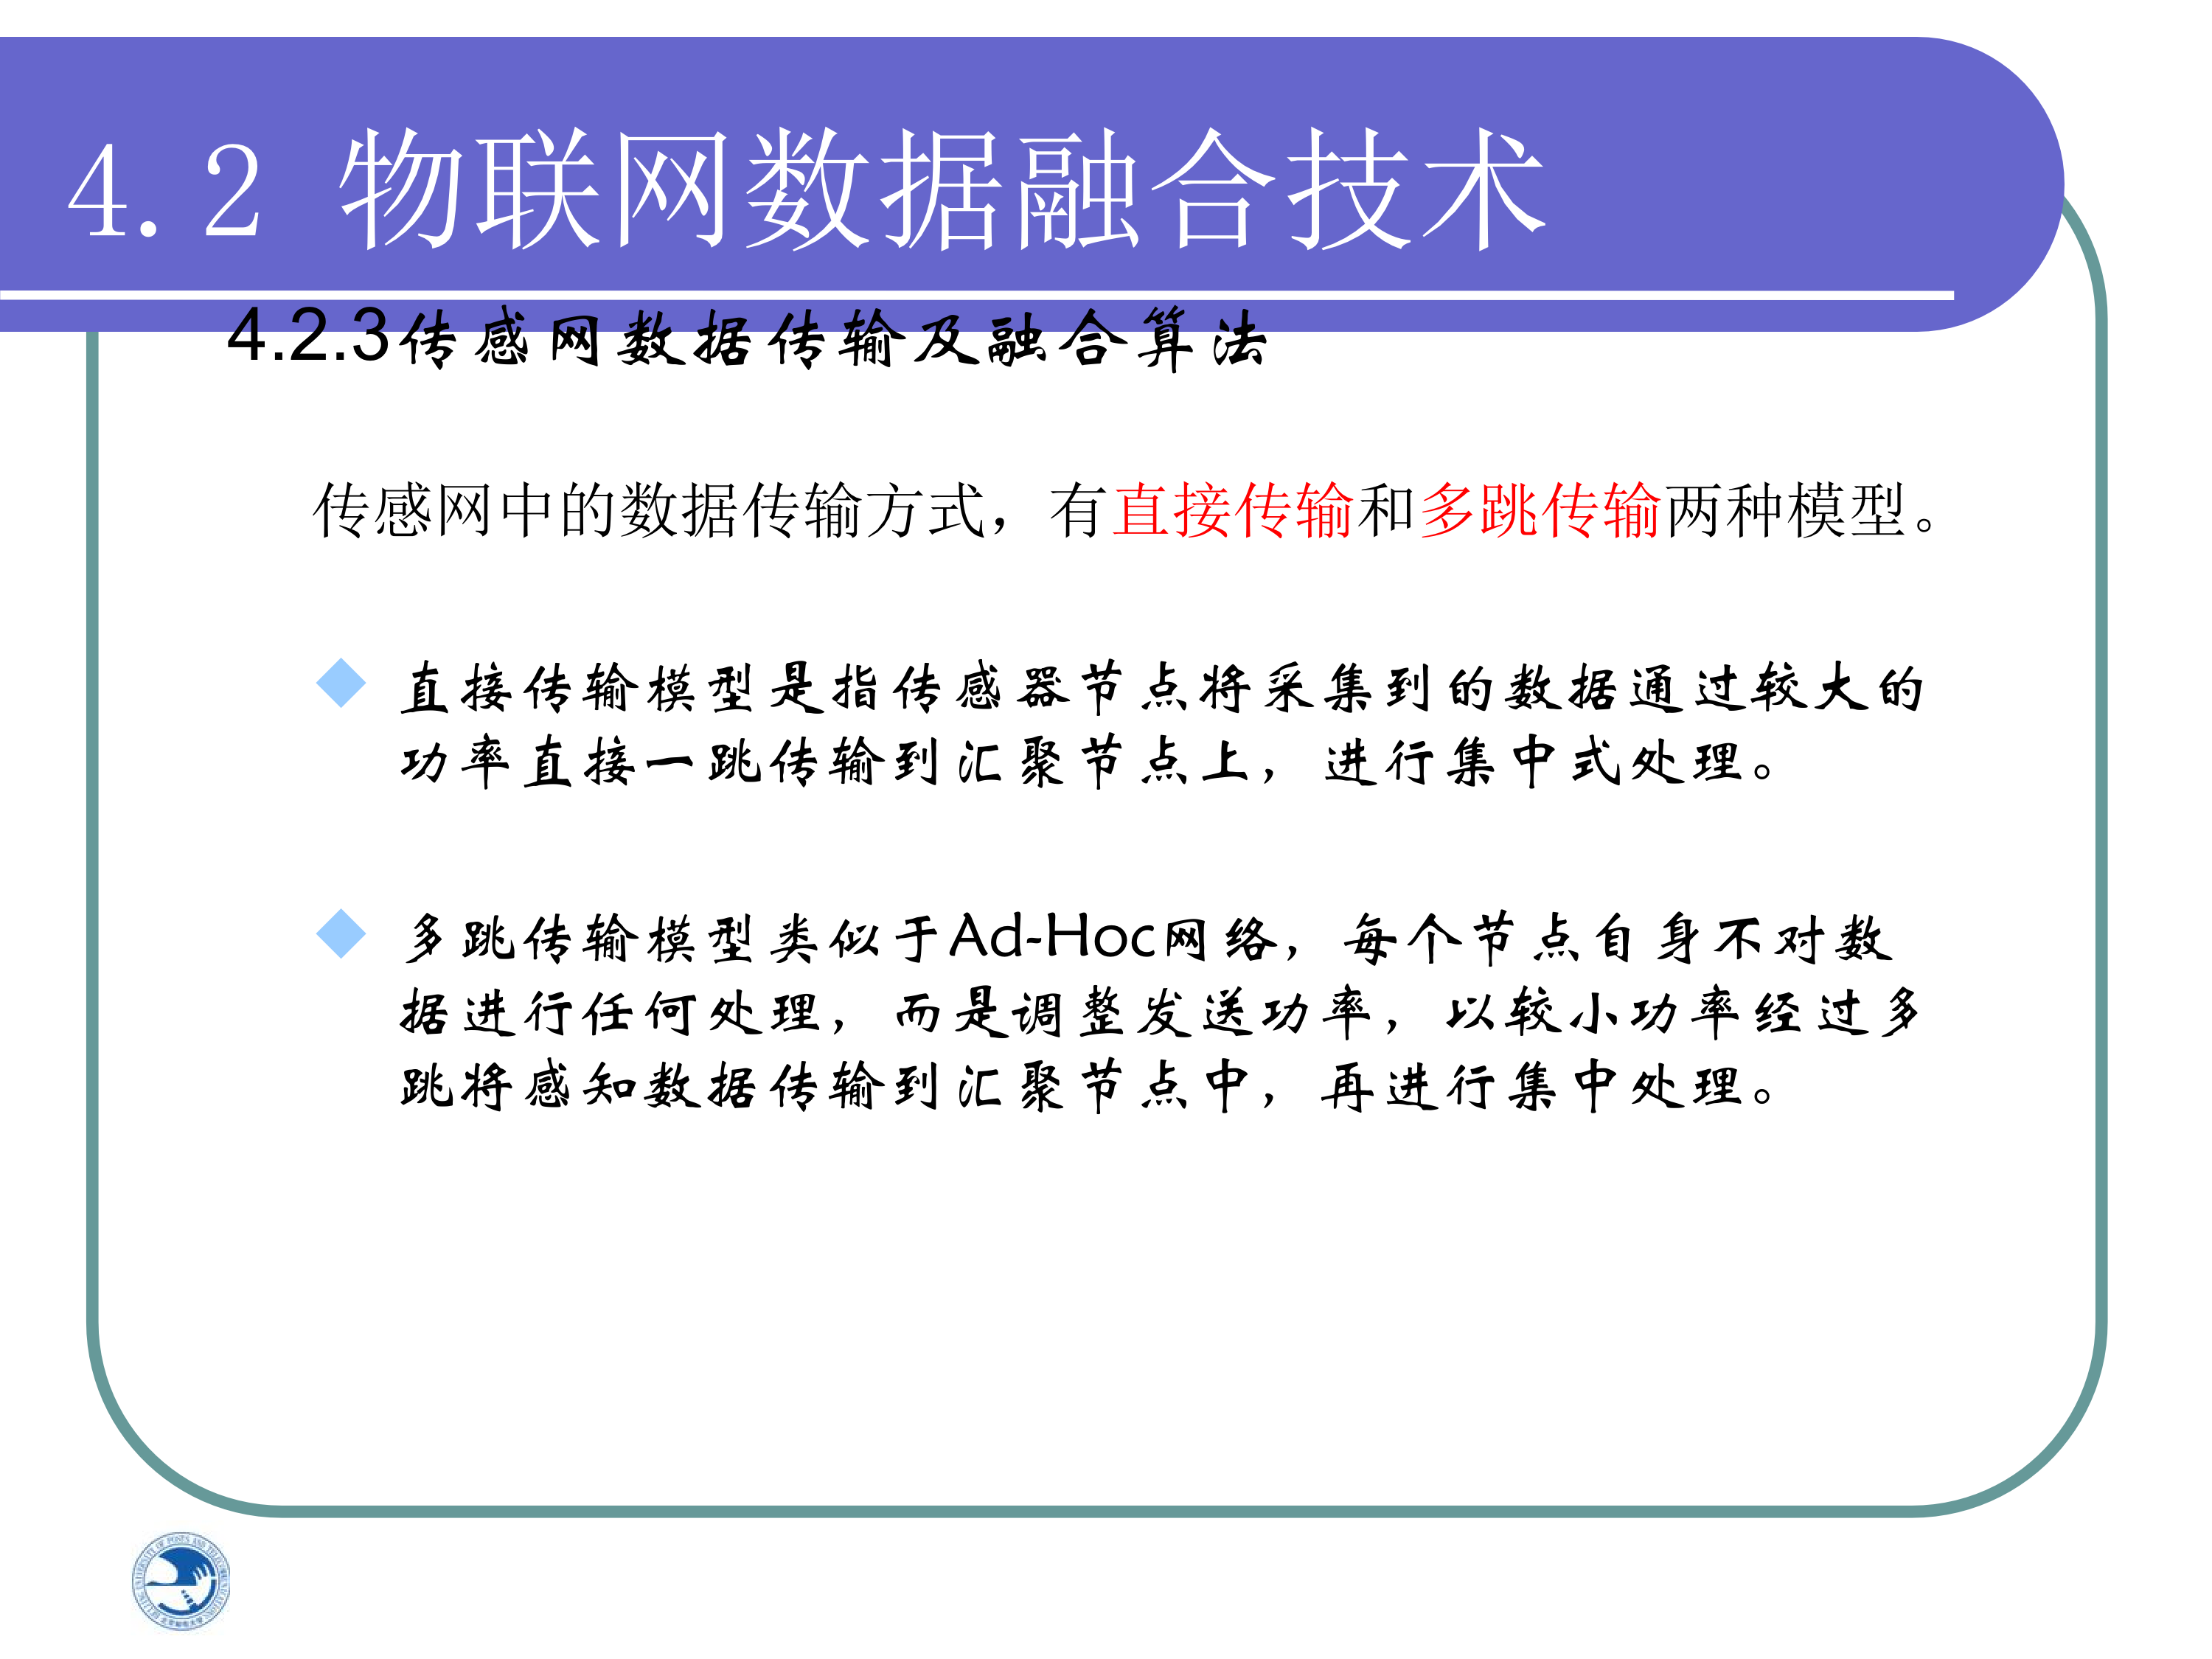 4.2 物联网数据融合技术
4.2.3传感网数据传输及融合算法
传感网中的数据传输方式，有直接传输和多跳传输两种模型。
直接传输模型是指传感器节点将采集到的数据通过较大的
功率直接一跳传输到汇聚节点上，进行集中式处理。
多跳传输模型类似于Ad-Hoc网络，每个节点自身不对数
据进行任何处理，而是调整发送功率，以较小功率经过多
跳将感知数据传输到汇聚节点中，再进行集中处理。